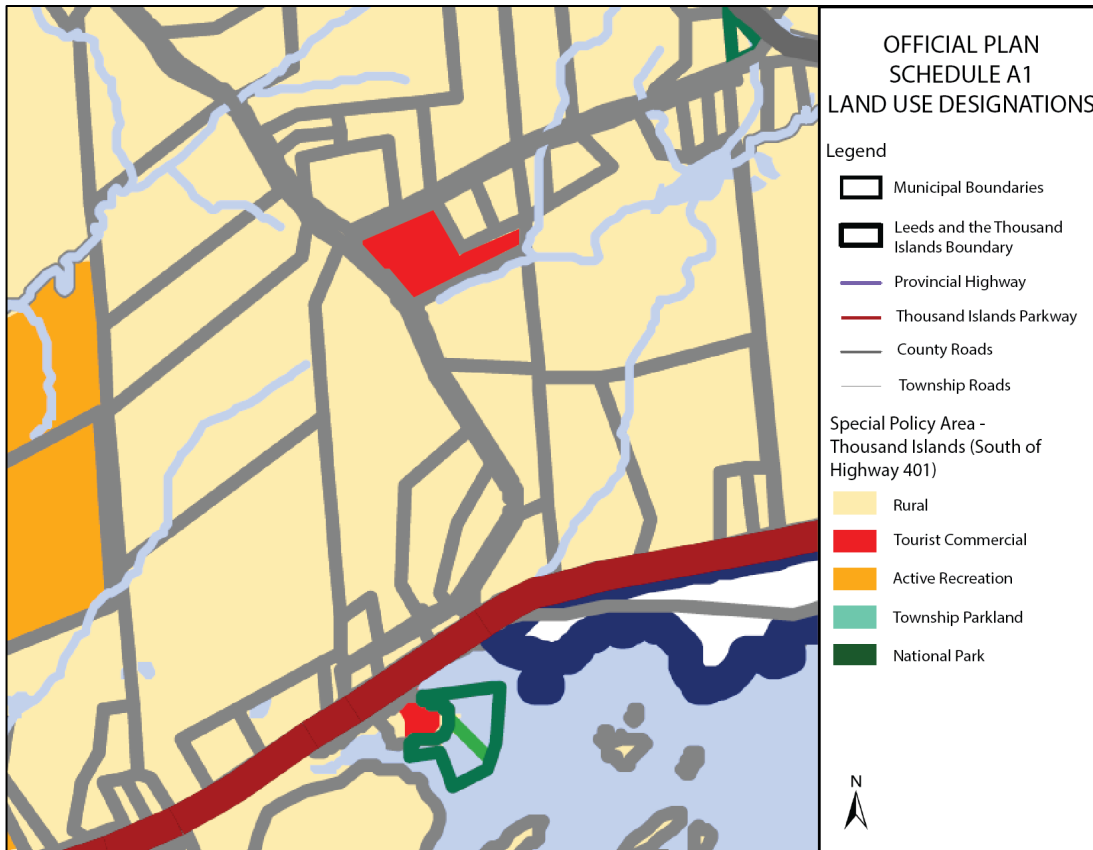 OFFICIAL PLAN
SCHEDULE A1
LAND USE DESIGNATIONS
Legend
Municipal Boundaries
Leeds and the Thousand
Islands Boundary
Provincial Highway
Thousand Islands Parkway
County Roads
Township Roads
Special Policy Area -
Thousand Islands (South of
Highway 401)
Rural
Tourist Commercial
Active Recreation
Township Parkland
National Park
N